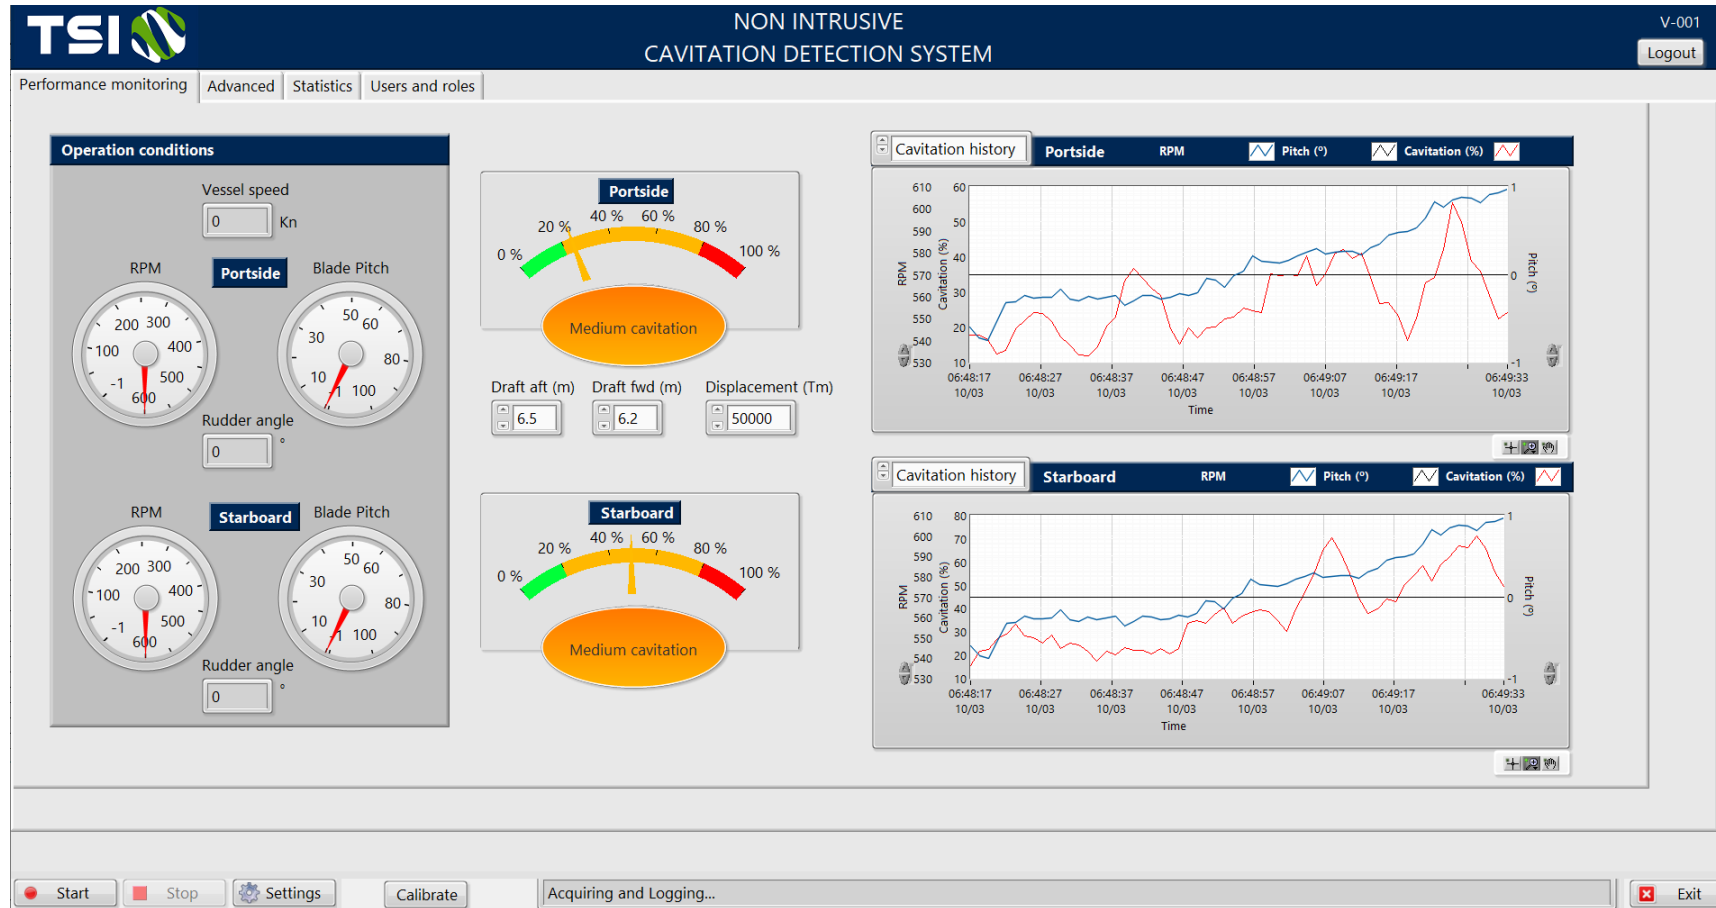 TSI
NON INTRUSIVE
CAVITATION DETECTION SYSTEM
V-001
Logout
Performance monitoring
Advanced
Statistics
Users and roles
Operation conditions
Vessel speed
0 Kn
RPM
Portside
Blade Pitch
-1 100 200 300 400 500 600
-1 10 30 50 60 80 100
Rudder angle
0 °
RPM
Starboard
Blade Pitch
-1 100 200 300 400 500 600
-1 10 30 50 60 80 100
Rudder angle
0 °
Portside
0 % 20 % 40 % 60 % 80 % 100 %
Medium cavitation
Draft aft (m) Draft fwd (m) Displacement (Tm)
6.5 6.2 50000
Starboard
0 % 20 % 40 % 60 % 80 % 100 %
Medium cavitation
Cavitation history Portside RPM Pitch (º) Cavitation (%)
RPM
610
600
590
580
570
560
550
540
530
Cavitation (%)
60
50
40
30
20
10
1
0
-1
Pitch (º)
06:48:17 06:48:27 06:48:37 06:48:47 06:48:57 06:49:07 06:49:17 06:49:33
10/03 10/03 10/03 10/03 10/03 10/03 10/03 10/03
Time
Cavitation history Starboard RPM Pitch (º) Cavitation (%)
RPM
610
600
590
580
570
560
550
540
530
Cavitation (%)
80
70
60
50
40
30
20
10
1
0
-1
Pitch (º)
06:48:17 06:48:27 06:48:37 06:48:47 06:48:57 06:49:07 06:49:17 06:49:33
10/03 10/03 10/03 10/03 10/03 10/03 10/03 10/03
Time
Start
Stop
Settings
Calibrate
Acquiring and Logging...
Exit